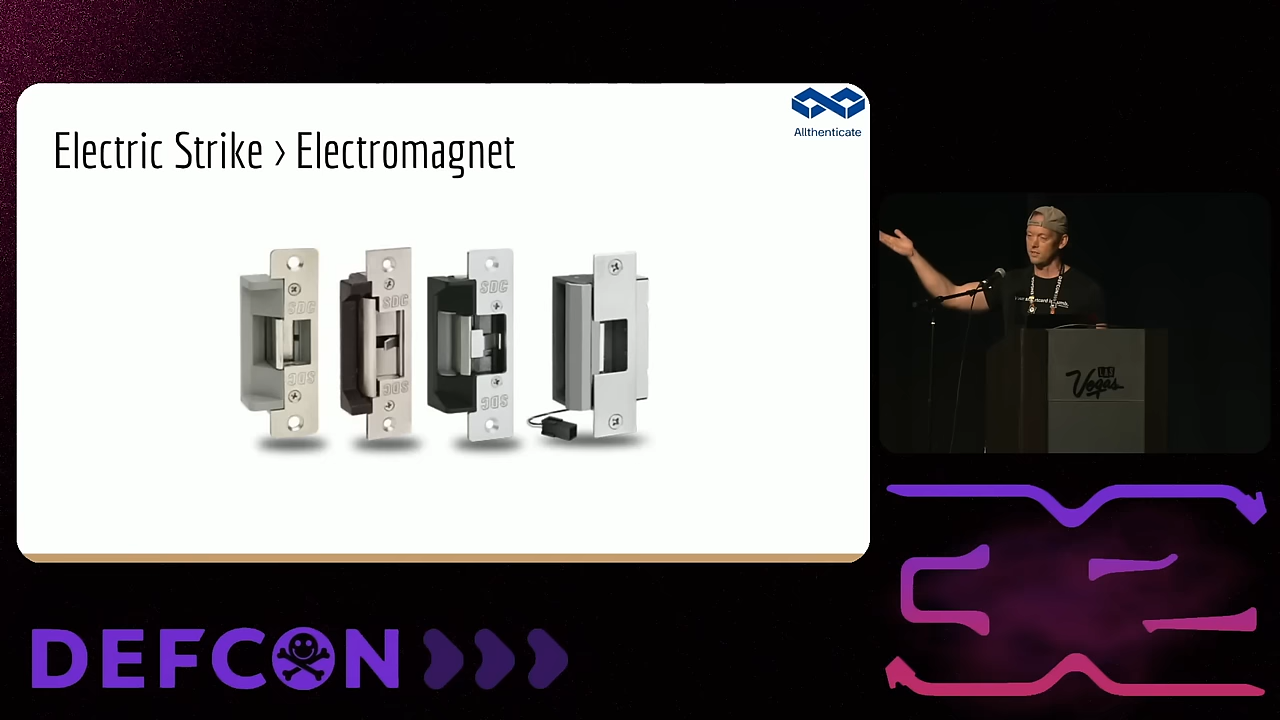 Allthenticate
Electric Strike › Electromagnet
SDC
SDC
SDC
SDC
SDC
SDC
LAS
Vegas
DEFCON